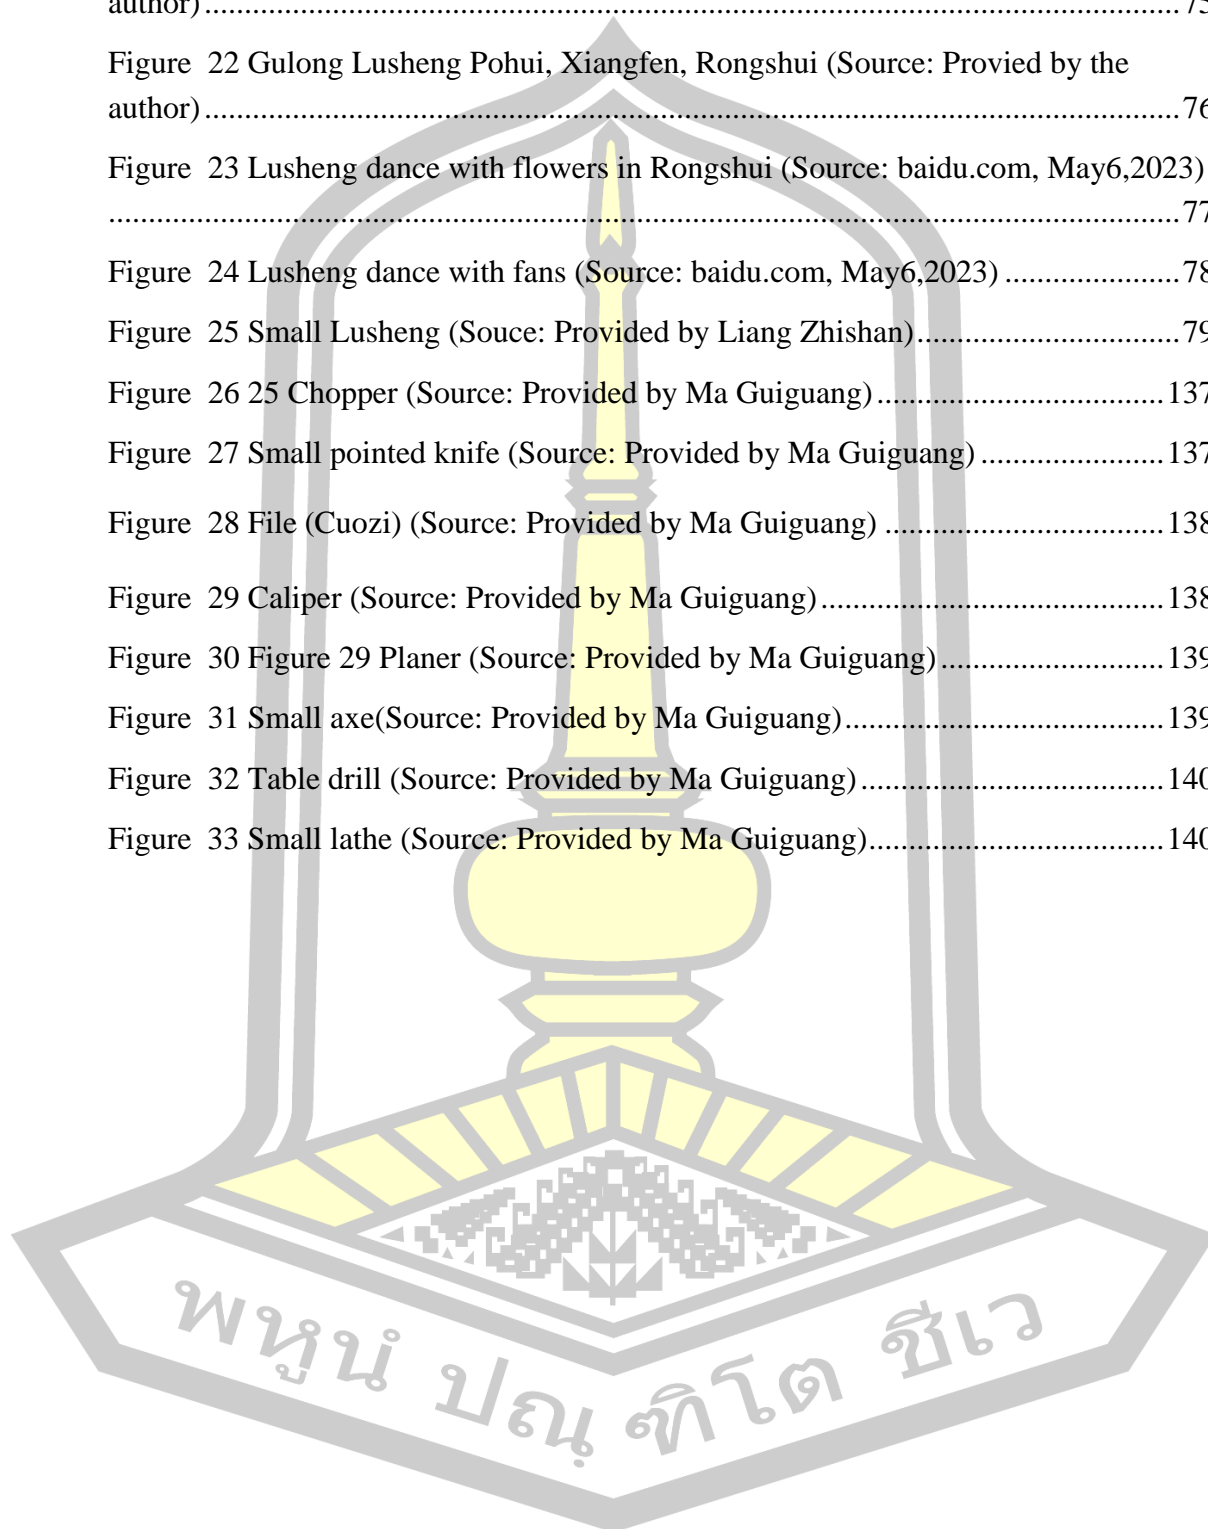 author)..........................................................................................................................75
Figure 22 Gulong Lusheng Pohui, Xiangfen, Rongshui (Source: Provied by the
author)..........................................................................................................................76
Figure 23 Lusheng dance with flowers in Rongshui (Source: baidu.com, May6,2023)
......................................................................................................................................77
Figure 24 Lusheng dance with fans (Source: baidu.com, May6,2023) ......................78
Figure 25 Small Lusheng (Souce: Provided by Liang Zhishan).................................79
Figure 26 25 Chopper (Source: Provided by Ma Guiguang)....................................137
Figure 27 Small pointed knife (Source: Provided by Ma Guiguang) .......................137
Figure 28 File (Cuozi) (Source: Provided by Ma Guiguang) ...................................138
Figure 29 Caliper (Source: Provided by Ma Guiguang)...........................................138
Figure 30 Figure 29 Planer (Source: Provided by Ma Guiguang)............................139
Figure 31 Small axe(Source: Provided by Ma Guiguang)........................................139
Figure 32 Table drill (Source: Provided by Ma Guiguang)......................................140
Figure 33 Small lathe (Source: Provided by Ma Guiguang).....................................140
พหูนํ ปณฺฑิโต ชีเว